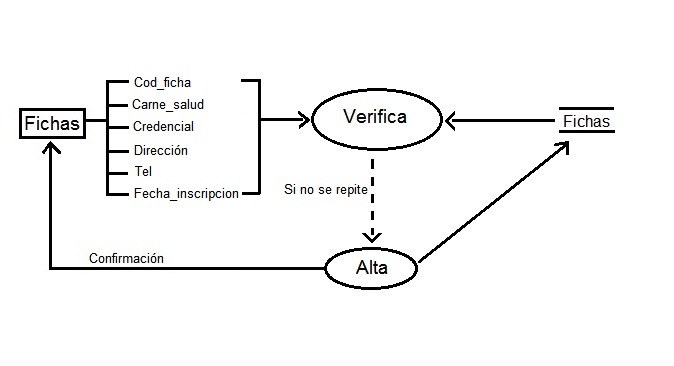 Cod_ficha
Carne_salud
Credencial
Dirección
Tel
Fecha_inscripcion
Fichas
Verifica
Fichas
Si no se repite
Confirmación
Alta